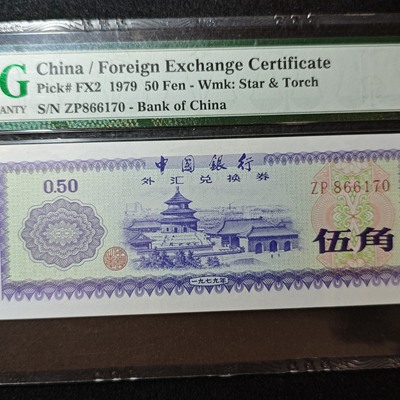 G China / Foreign Exchange Certificate
Pick# FX2 1979 50 Fen - Wmk: Star & Torch
ANTY S/N ZP866170 - Bank of China
中国银行
外汇兑换券
0.50
ZP 866170
伍角
一九七九年